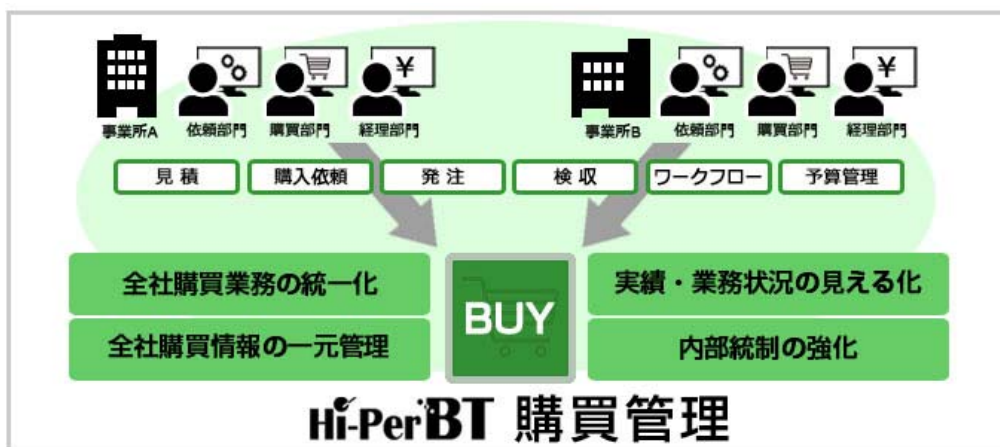 ¥
¥
事業所A 依頼部門 購買部門 経理部門
事業所B 依頼部門 購買部門 経理部門
見積 購入依頼 発注 検収 ワークフロー 予算管理
全社購買業務の統一化
全社購買情報の一元管理
BUY
実績・業務状況の見える化
内部統制の強化
Hi-PerBT 購買管理